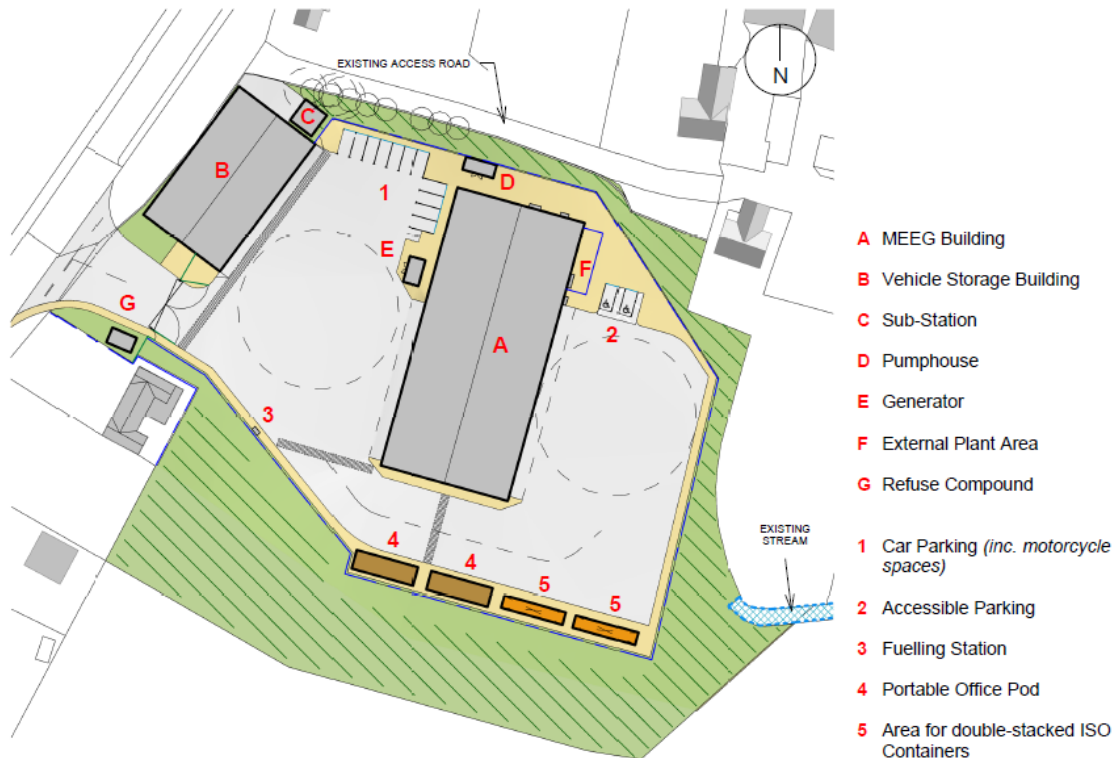 EXISTING ACCESS ROAD
N
C
B
D
1
E
F
G
A
2
3
4
4
5
5
EXISTING
STREAM
A MEEG Building
B Vehicle Storage Building
C Sub-Station
D Pumphouse
E Generator
F External Plant Area
G Refuse Compound
1 Car Parking (inc. motorcycle
spaces)
2 Accessible Parking
3 Fuelling Station
4 Portable Office Pod
5 Area for double-stacked ISO
Containers